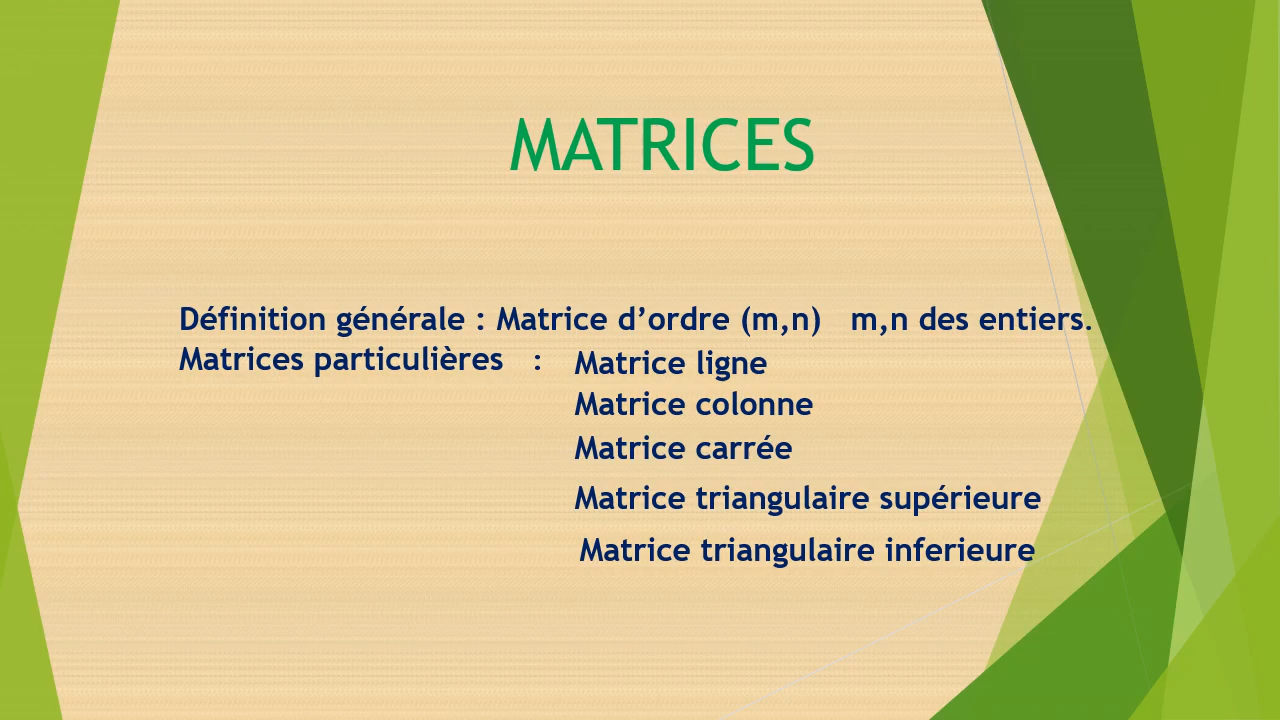 MATRICES
Définition générale : Matrice d’ordre (m,n) m,n des entiers.
Matrices particulières : Matrice ligne
Matrice colonne
Matrice carrée
Matrice triangulaire supérieure
Matrice triangulaire inferieure